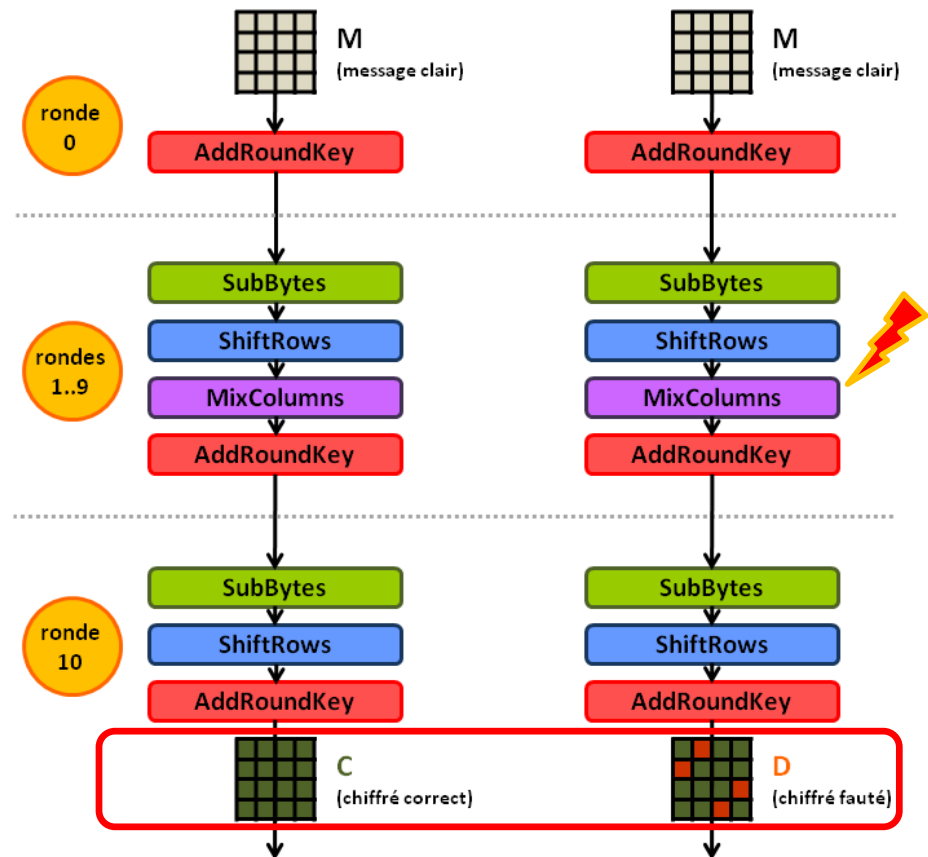 M
(message clair)
M
(message clair)
ronde
0
AddRoundKey
AddRoundKey
SubBytes
SubBytes
rondes
1..9
ShiftRows
ShiftRows
MixColumns
MixColumns
AddRoundKey
AddRoundKey
SubBytes
SubBytes
ronde
10
ShiftRows
ShiftRows
AddRoundKey
AddRoundKey
C
(chiffré correct)
D
(chiffré fauté)